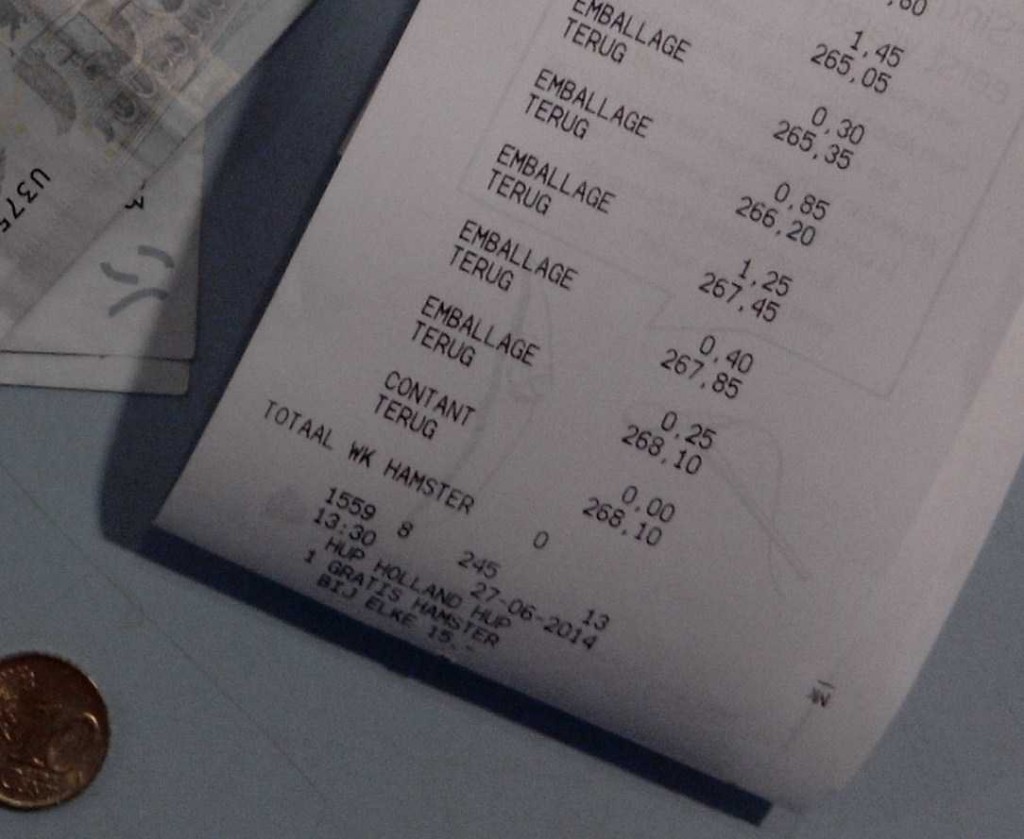 ,60
EMBALLAGE 1,45
TERUG 265,05
EMBALLAGE 0,30
TERUG 265,35
EMBALLAGE 0,85
TERUG 266,20
EMBALLAGE 1,25
TERUG 267,45
EMBALLAGE 0,40
TERUG 267,85
CONTANT 0,25
TERUG 268,10
TOTAAL WK HAMSTER 0 0,00
268,10
1559 8 245 13
13:30 27-06-2014
HUP HOLLAND HUP
1 GRATIS HAMSTER
BIJ ELKE 15,-
U375